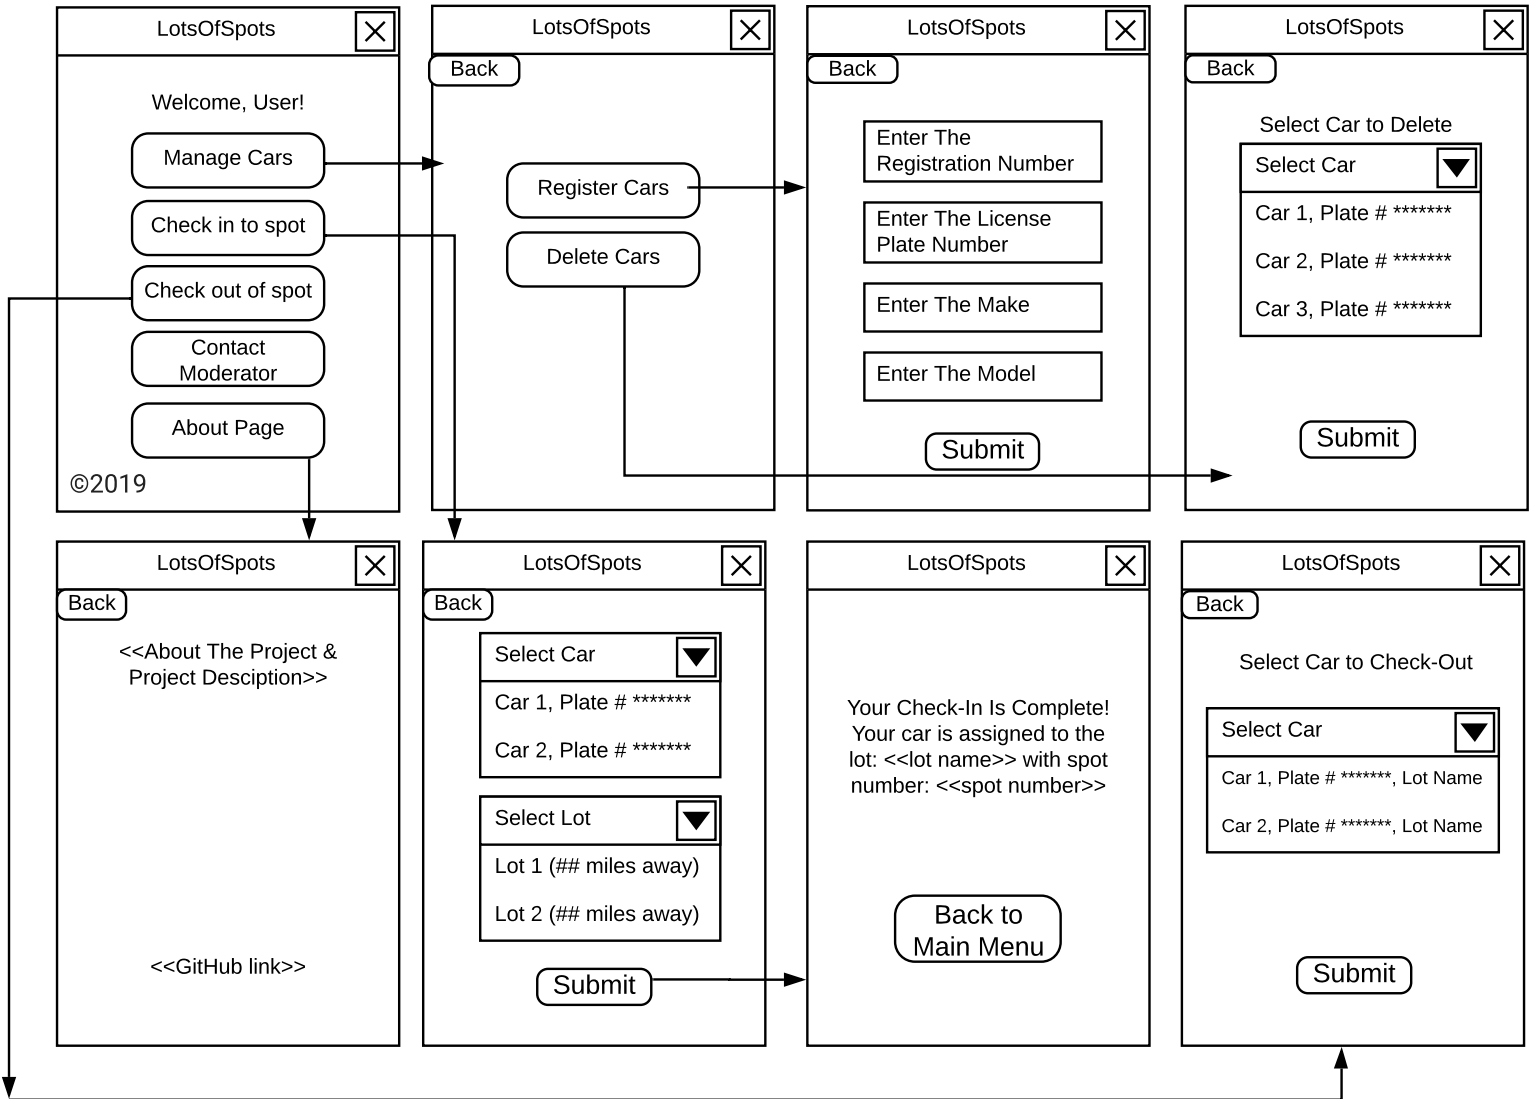 LotsOfSpots
Welcome, User!
Manage Cars
Check in to spot
Check out of spot
Contact
Moderator
About Page
©2019
LotsOfSpots
Back
Register Cars
Delete Cars
LotsOfSpots
Back
Enter The
Registration Number
Enter The License
Plate Number
Enter The Make
Enter The Model
Submit
LotsOfSpots
Back
Select Car to Delete
Select Car
Car 1, Plate # *******
Car 2, Plate # *******
Car 3, Plate # *******
Submit
LotsOfSpots
Back
<<About The Project &
Project Desciption>>
<<GitHub link>>
LotsOfSpots
Back
Select Car
Car 1, Plate # *******
Car 2, Plate # *******
Select Lot
Lot 1 (## miles away)
Lot 2 (## miles away)
Submit
LotsOfSpots
Your Check-In Is Complete!
Your car is assigned to the
lot: <<lot name>> with spot
number: <<spot number>>
Back to
Main Menu
LotsOfSpots
Back
Select Car to Check-Out
Select Car
Car 1, Plate # *******, Lot Name
Car 2, Plate # *******, Lot Name
Submit